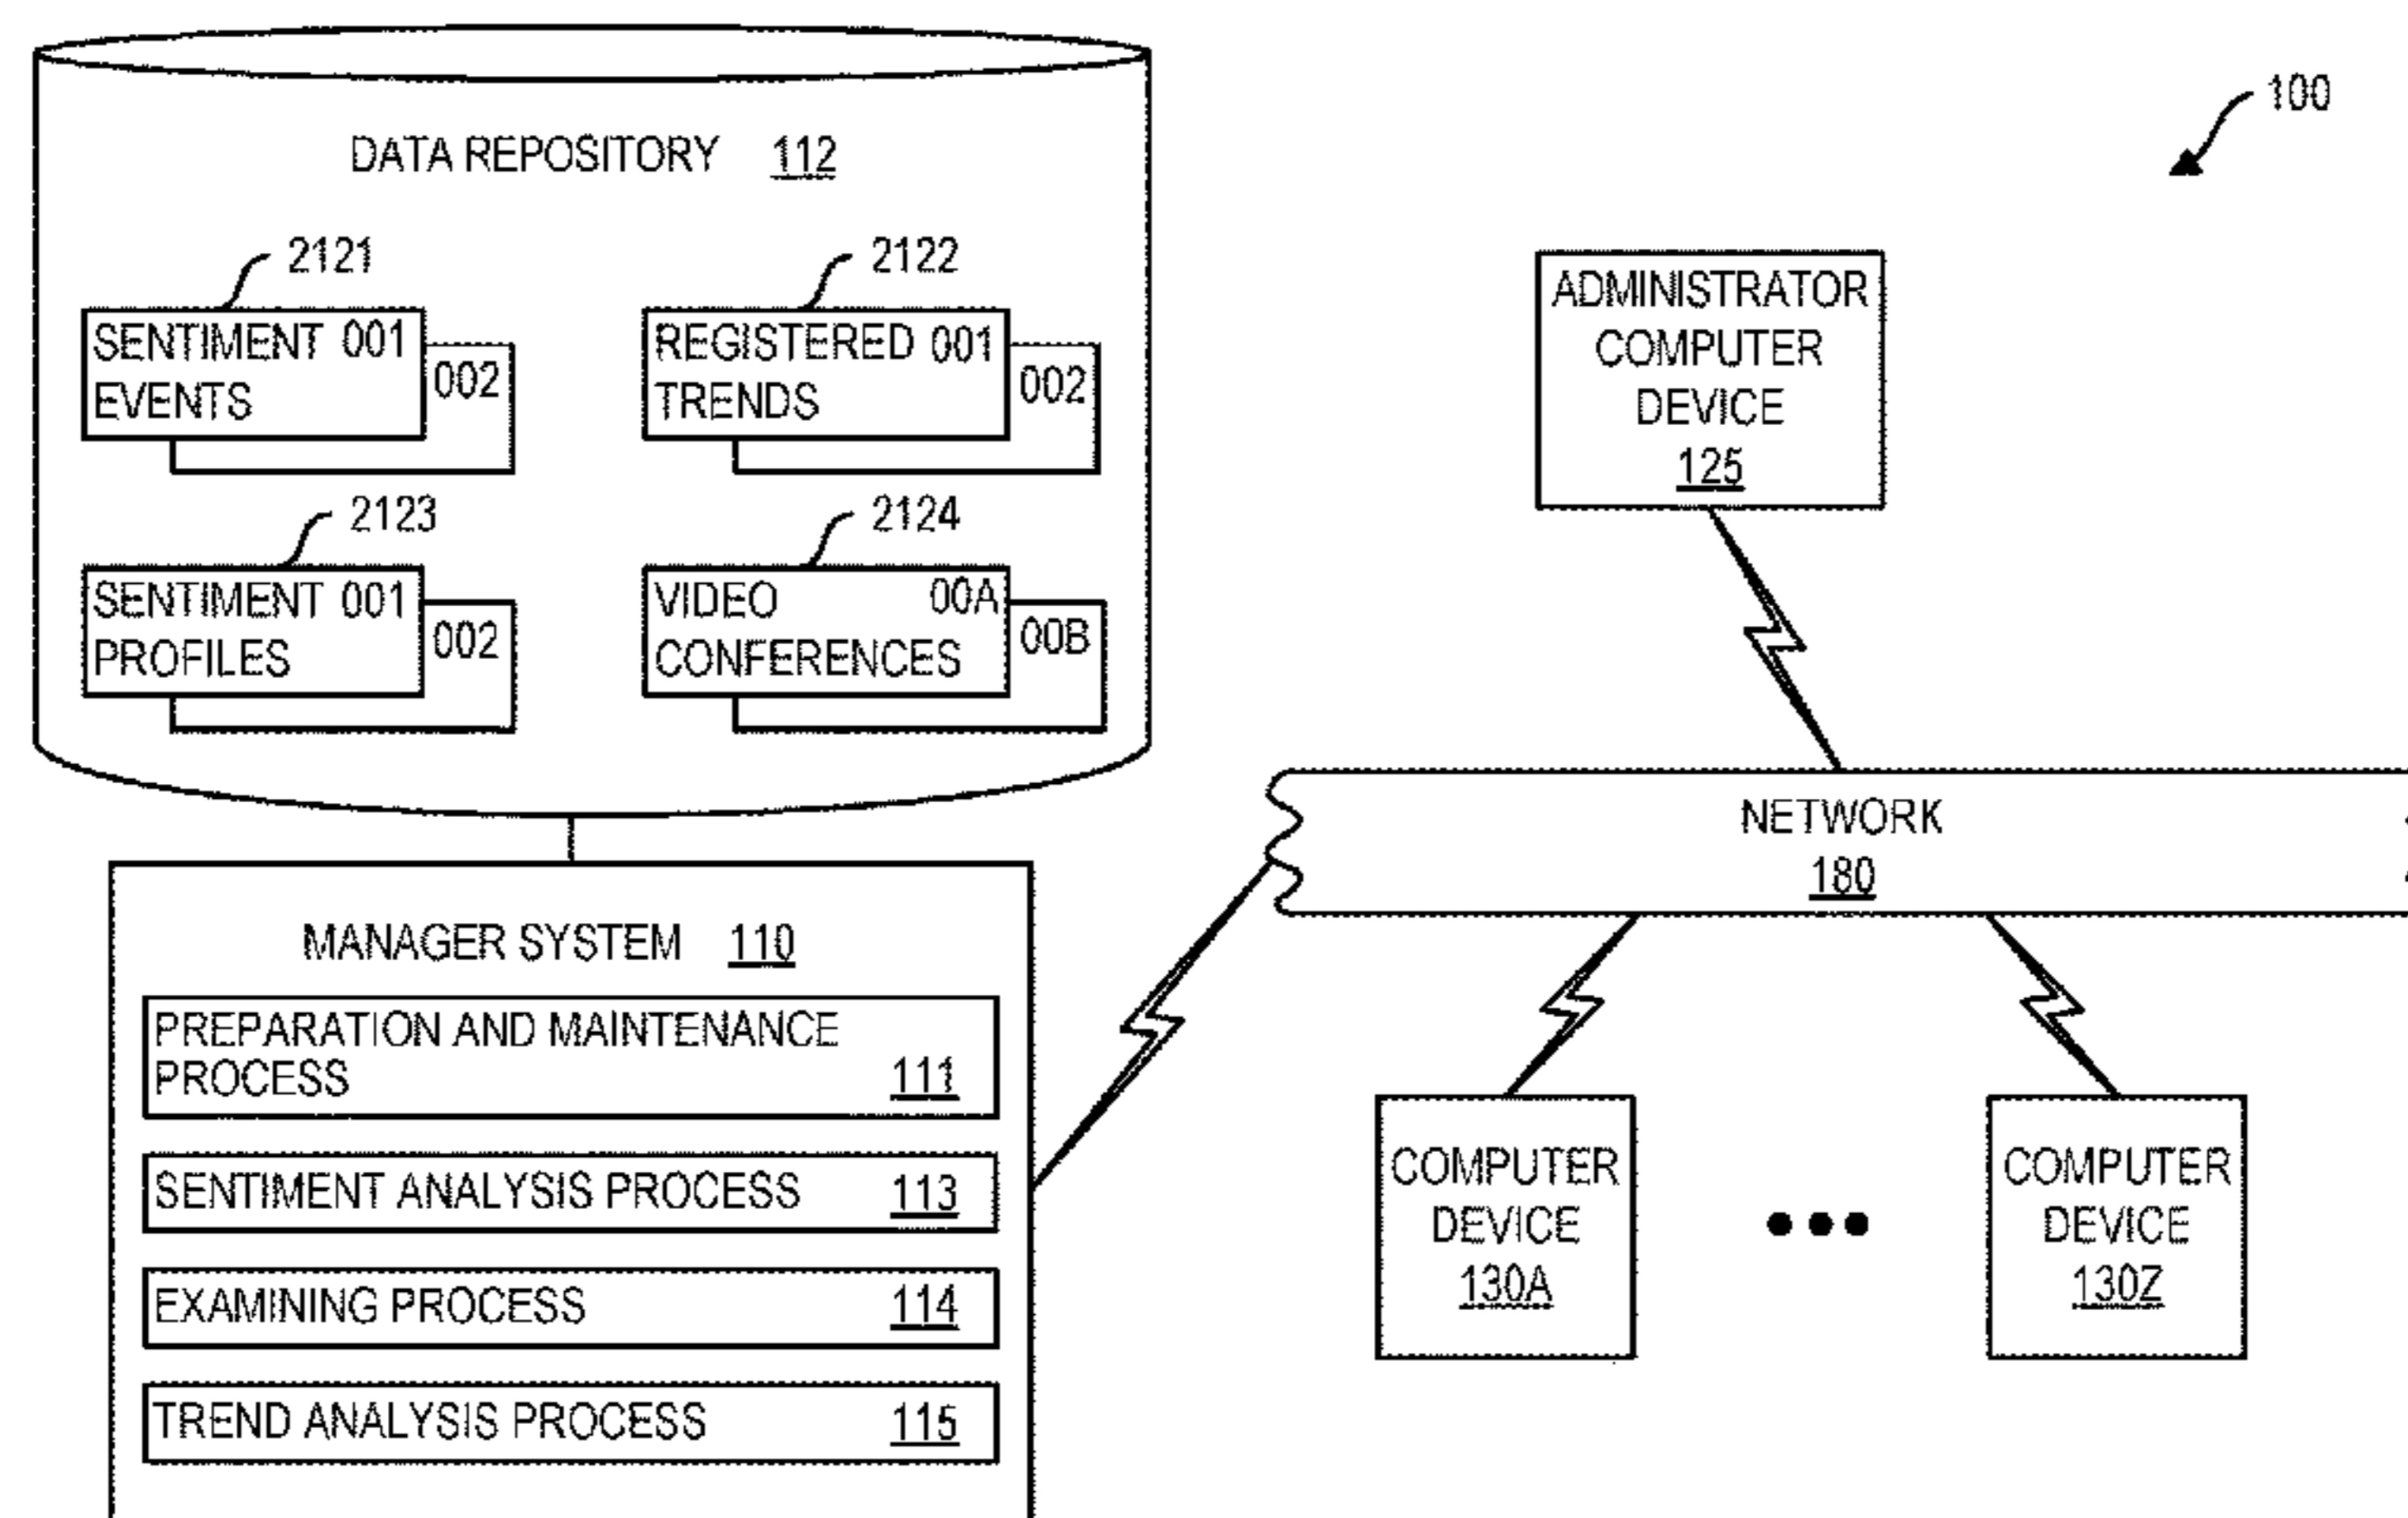 100
DATA REPOSITORY 112
2121
SENTIMENT 001
EVENTS
002
2122
REGISTERED 001
TRENDS
002
2123
SENTIMENT 001
PROFILES
002
2124
VIDEO 00A
CONFERENCES
00B
ADMINISTRATOR
COMPUTER
DEVICE
125
NETWORK
180
MANAGER SYSTEM 110
PREPARATION AND MAINTENANCE
PROCESS 111
SENTIMENT ANALYSIS PROCESS 113
EXAMINING PROCESS 114
TREND ANALYSIS PROCESS 115
COMPUTER
DEVICE
130A
COMPUTER
DEVICE
130Z